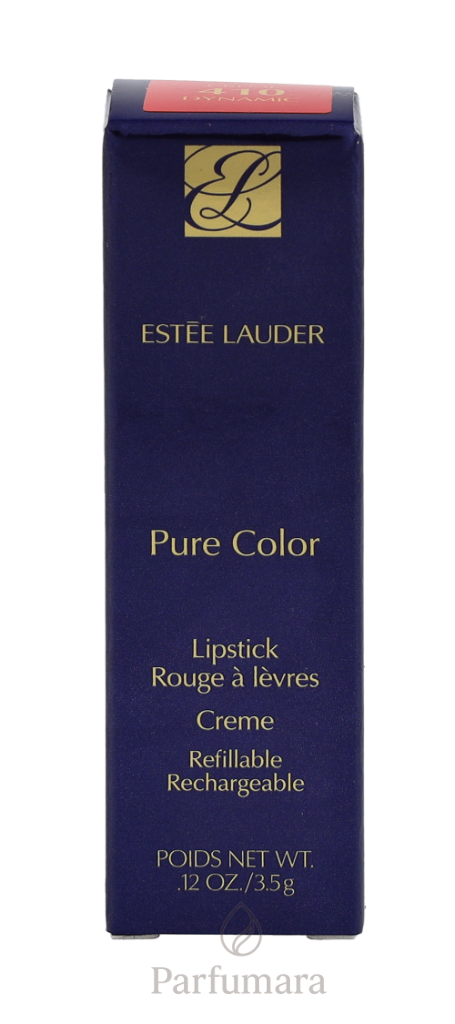 410
DYNAMIC
ESTĒE LAUDER
Pure Color
Lipstick
Rouge à lèvres
Creme
Refillable
Rechargeable
POIDS NET WT.
.12 OZ./3.5g
Parfumara